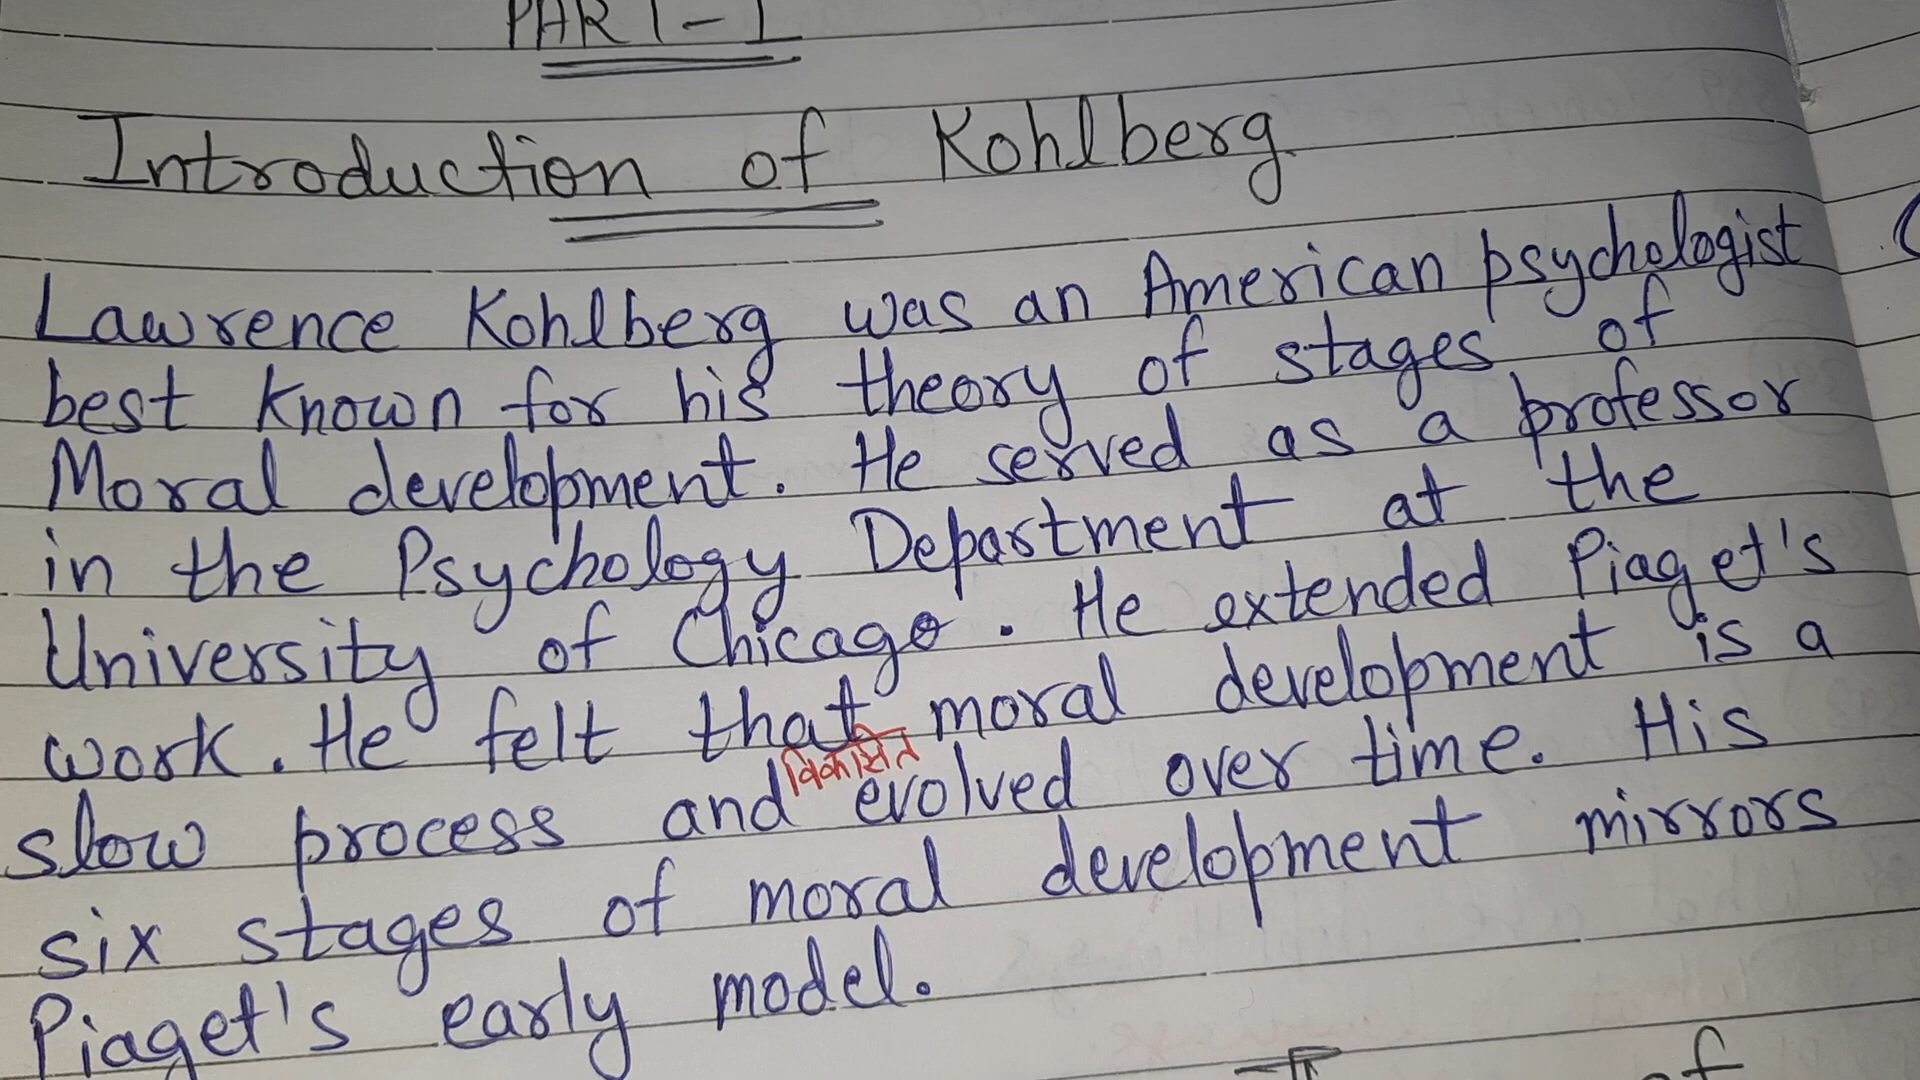 PART-I
Introduction of Kohlberg
Lawrence Kohlberg was an American psychologist
best known for his theory of stages of
Moral development. He served as a professor
in the Psychology Department at the
University of Chicago. He extended Piaget's
work. He felt that moral development is a
विकसित
slow process and evolved over time. His
six stages of moral development mirrors
Piaget's early model.
of